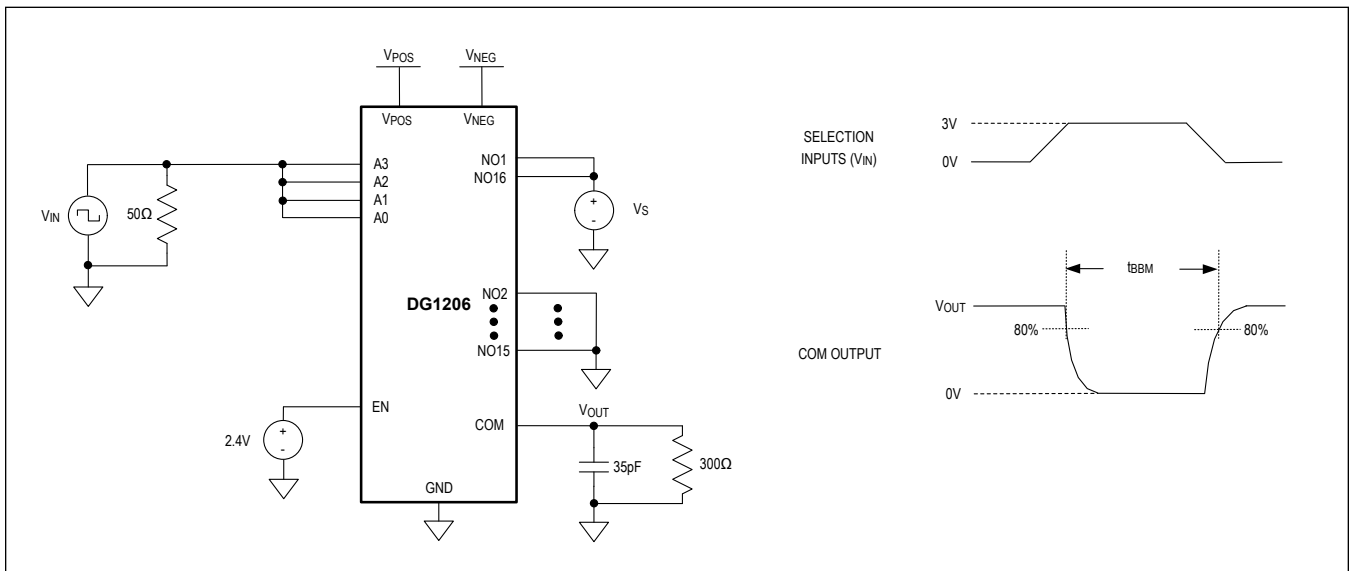 VPOS
VNEG
VPOS
VNEG
A3
A2
A1
A0
VIN
50Ω
NO1
NO16
VS
DG1206
NO2
NO15
EN
2.4V
COM
VOUT
35pF
300Ω
GND
SELECTION
INPUTS (VIN)
3V
0V
tBBM
VOUT
80%
80%
COM OUTPUT
0V
+
-
+
-